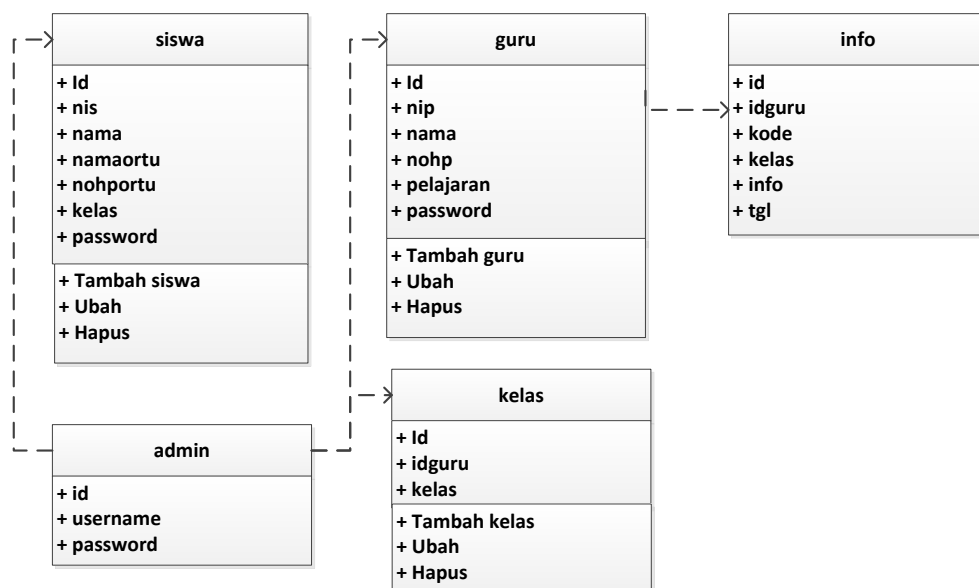 siswa
+ Id
+ nis
+ nama
+ namaortu
+ nohportu
+ kelas
+ password
+ Tambah siswa
+ Ubah
+ Hapus
guru
+ Id
+ nip
+ nama
+ nohp
+ pelajaran
+ password
+ Tambah guru
+ Ubah
+ Hapus
info
+ id
+ idguru
+ kode
+ kelas
+ info
+ tgl
admin
+ id
+ username
+ password
kelas
+ Id
+ idguru
+ kelas
+ Tambah kelas
+ Ubah
+ Hapus